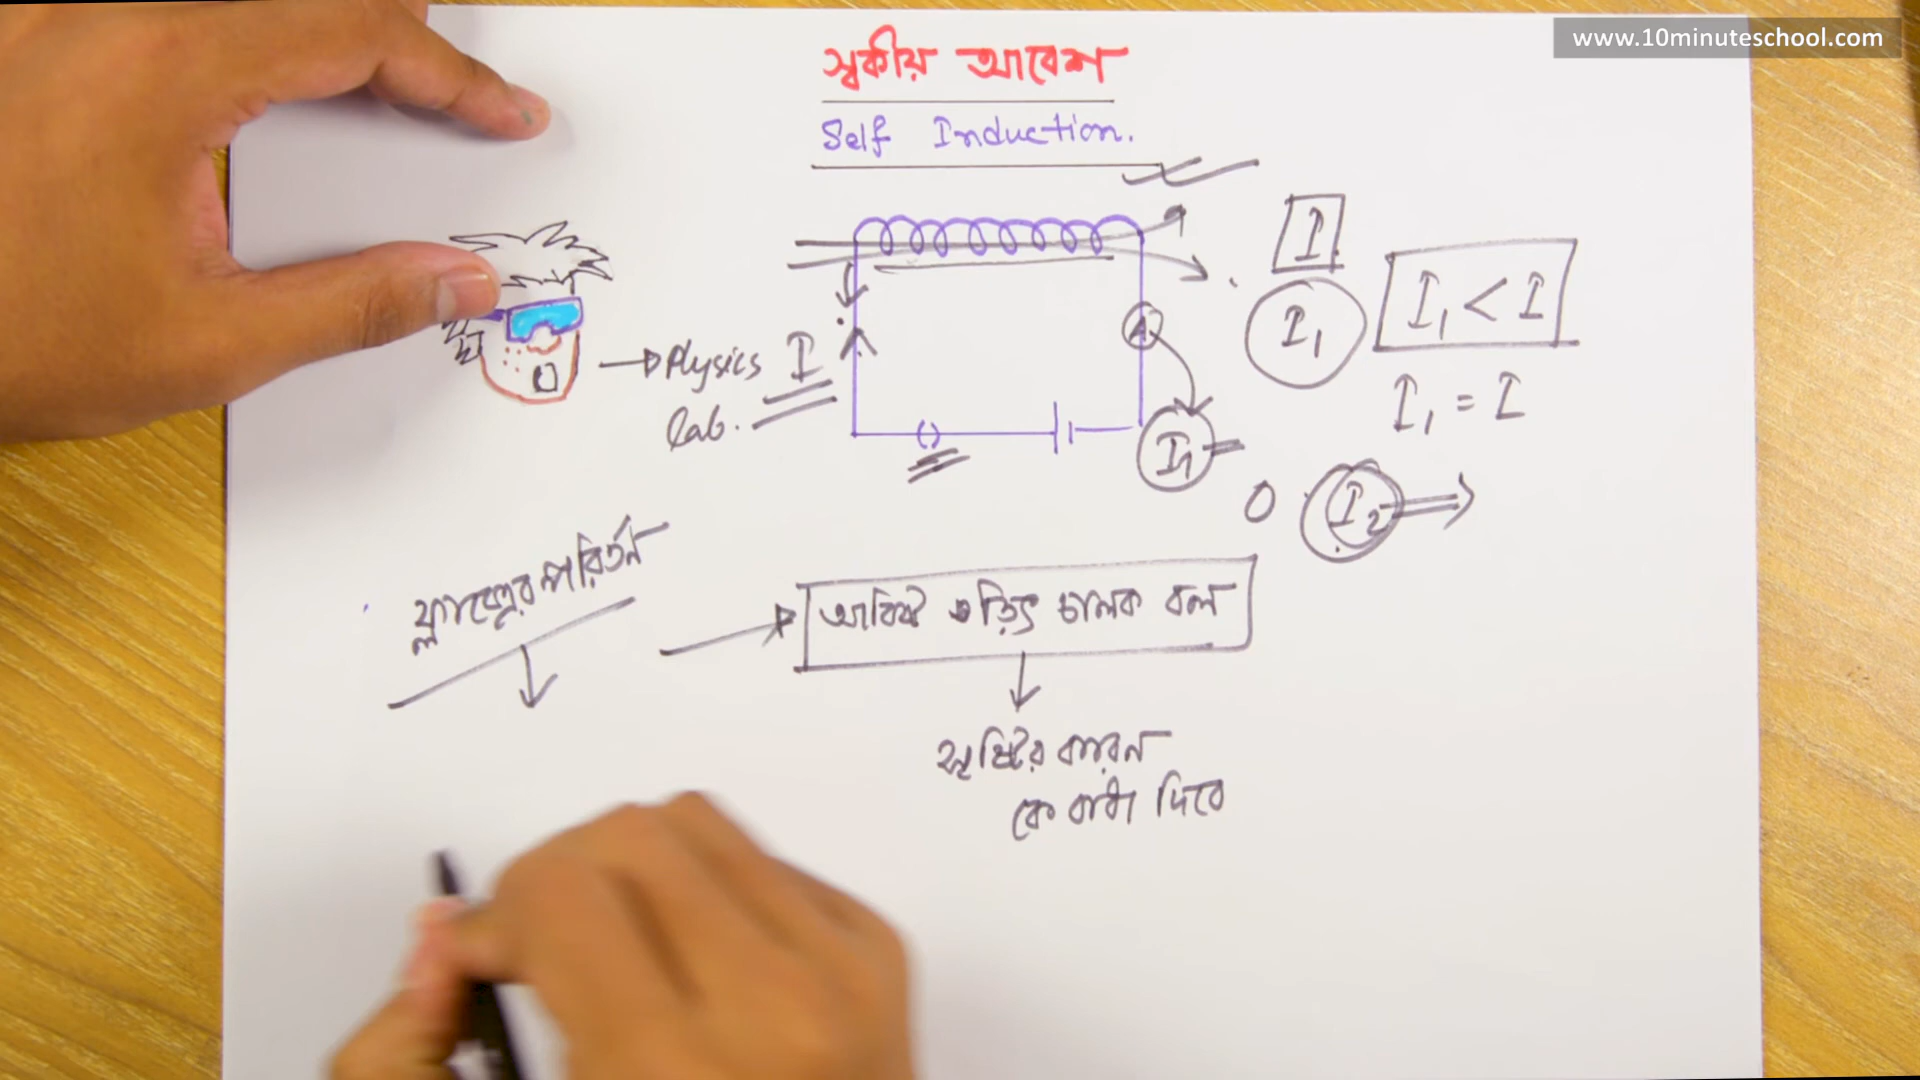 www.10minuteschool.com
স্বকীয় আবেশ
Self Induction.
I
I₁
I₁ < I
I₁ = I
A
Physics
lab.
I
I₁
0
I₂
ফ্লাক্সের পরিবর্তন
আবিষ্ট তড়িৎ চালক বল
সৃষ্টির কারন
কে বাধা দিবে